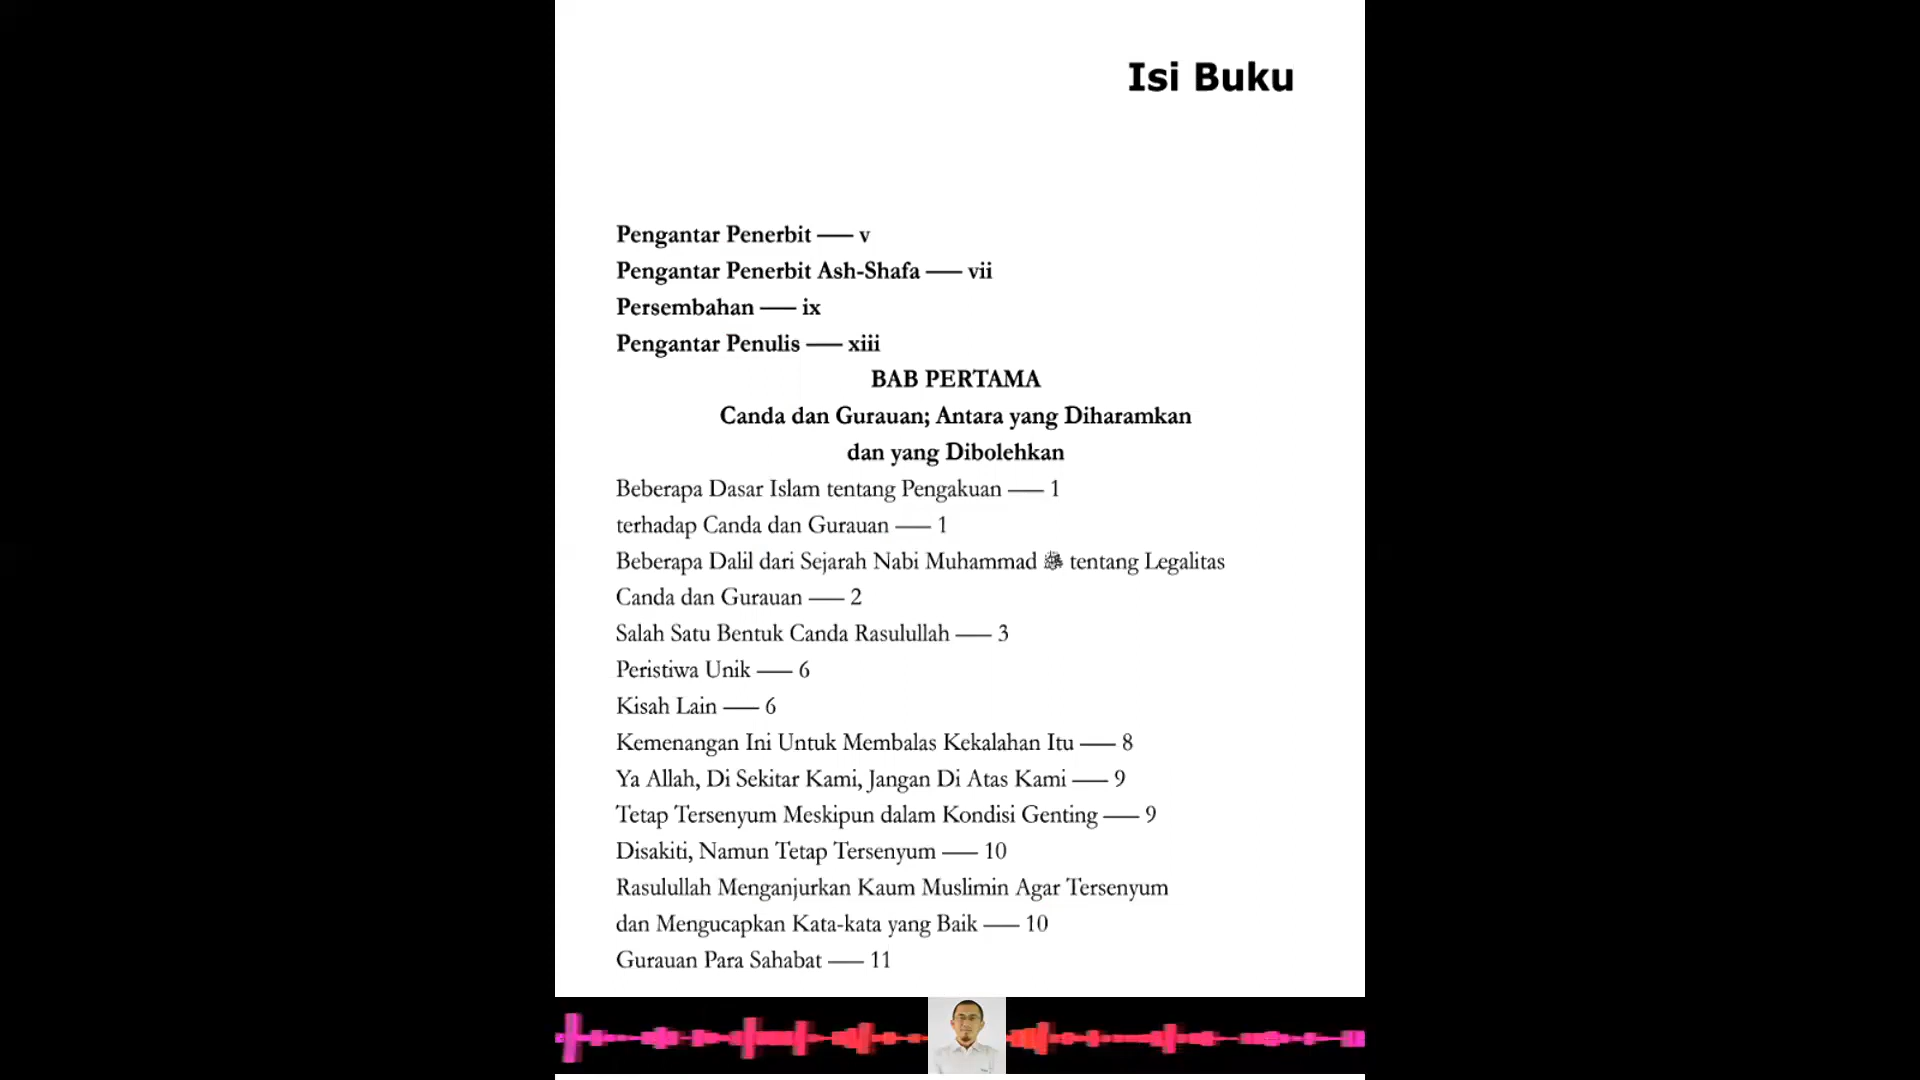 Isi Buku
Pengantar Penerbit — v
Pengantar Penerbit Ash-Shafa — vii
Persembahan — ix
Pengantar Penulis — xiii
BAB PERTAMA
Canda dan Gurauan; Antara yang Diharamkan
dan yang Dibolehkan
Beberapa Dasar Islam tentang Pengakuan — 1
terhadap Canda dan Gurauan — 1
Beberapa Dalil dari Sejarah Nabi Muhammad ﷺ tentang Legalitas
Canda dan Gurauan — 2
Salah Satu Bentuk Canda Rasulullah — 3
Peristiwa Unik — 6
Kisah Lain — 6
Kemenangan Ini Untuk Membalas Kekalahan Itu — 8
Ya Allah, Di Sekitar Kami, Jangan Di Atas Kami — 9
Tetap Tersenyum Meskipun dalam Kondisi Genting — 9
Disakiti, Namun Tetap Tersenyum — 10
Rasulullah Menganjurkan Kaum Muslimin Agar Tersenyum
dan Mengucapkan Kata-kata yang Baik — 10
Gurauan Para Sahabat — 11